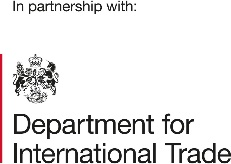 In partnership with:
Department for
International Trade